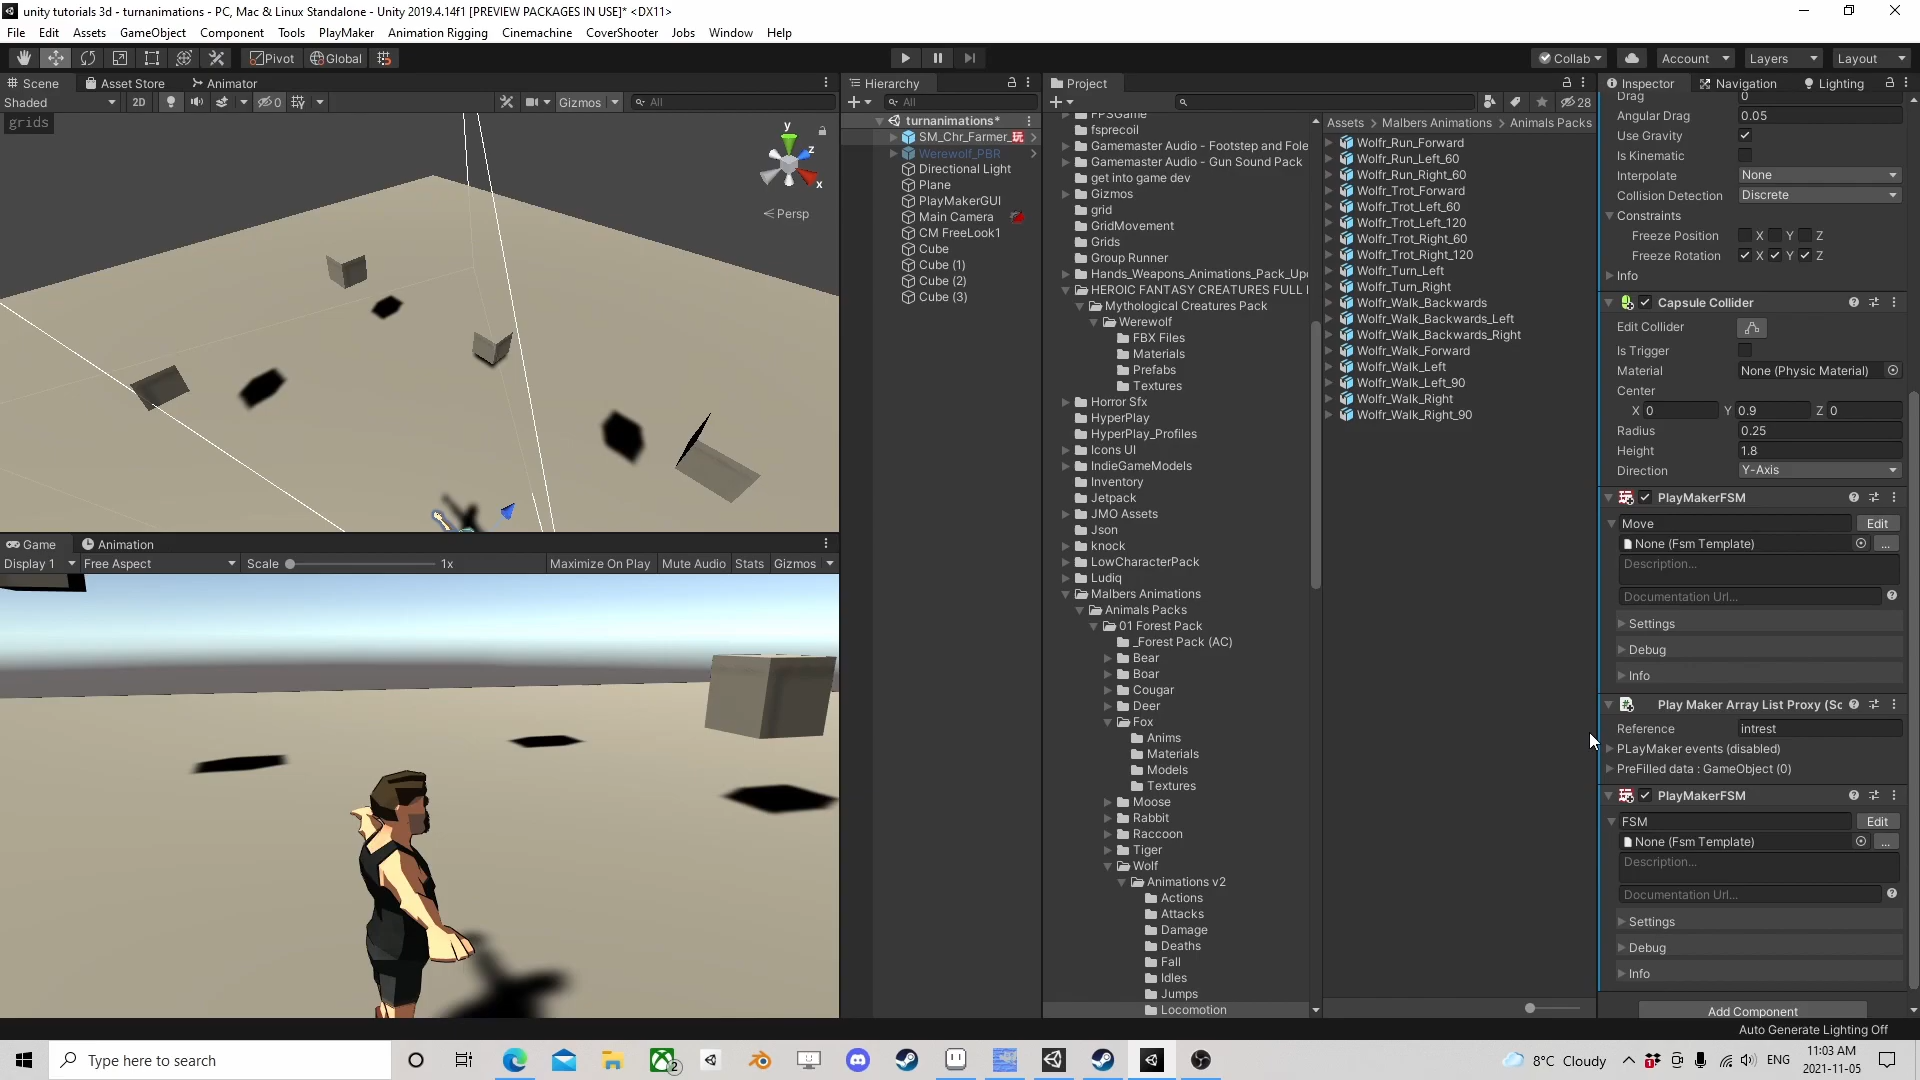 unity tutorials 3d - turnanimations - PC, Mac & Linux Standalone - Unity 2019.4.14f1 [PREVIEW PACKAGES IN USE]* <DX11>
File Edit Assets GameObject Component Tools PlayMaker Animation Rigging Cinemachine CoverShooter Jobs Window Help
Pivot Global Collab Account Layers Layout
Scene Asset Store Animator
Shaded 2D 0 Gizmos All
grids
y
z
x
Persp
Game Animation
Display 1 Free Aspect Scale 1x Maximize On Play Mute Audio Stats Gizmos
Hierarchy
All
turnanimations*
SM_Chr_Farmer_
Werewolf_PBR
Directional Light
Plane
PlayMakerGUI
Main Camera
CM FreeLook1
Cube
Cube (1)
Cube (2)
Cube (3)
Project
28
FPSGame
fsprecoil
Gamemaster Audio - Footstep and Fole
Gamemaster Audio - Gun Sound Pack
get into game dev
Gizmos
grid
GridMovement
Grids
Group Runner
Hands_Weapons_Animations_Pack_Upd
HEROIC FANTASY CREATURES FULL
Mythological Creatures Pack
Werewolf
FBX Files
Materials
Prefabs
Textures
Horror Sfx
HyperPlay
HyperPlay_Profiles
Icons UI
IndieGameModels
Inventory
Jetpack
JMO Assets
Json
knock
LowCharacterPack
Ludiq
Malbers Animations
Animals Packs
01 Forest Pack
_Forest Pack (AC)
Bear
Boar
Cougar
Deer
Fox
Anims
Materials
Models
Textures
Moose
Rabbit
Raccoon
Tiger
Wolf
Animations v2
Actions
Attacks
Damage
Deaths
Fall
Idles
Jumps
Locomotion
Assets > Malbers Animations > Animals Packs
Wolfr_Run_Forward
Wolfr_Run_Left_60
Wolfr_Run_Right_60
Wolfr_Trot_Forward
Wolfr_Trot_Left_60
Wolfr_Trot_Left_120
Wolfr_Trot_Right_60
Wolfr_Trot_Right_120
Wolfr_Turn_Left
Wolfr_Turn_Right
Wolfr_Walk_Backwards
Wolfr_Walk_Backwards_Left
Wolfr_Walk_Backwards_Right
Wolfr_Walk_Forward
Wolfr_Walk_Left
Wolfr_Walk_Left_90
Wolfr_Walk_Right
Wolfr_Walk_Right_90
Inspector Navigation Lighting
Drag 0
Angular Drag 0.05
Use Gravity
Is Kinematic
Interpolate None
Collision Detection Discrete
Constraints
Freeze Position X Y Z
Freeze Rotation X Y Z
Info
Capsule Collider
Edit Collider
Is Trigger
Material None (Physic Material)
Center
X 0 Y 0.9 Z 0
Radius 0.25
Height 1.8
Direction Y-Axis
PlayMakerFSM
Move Edit
None (Fsm Template) ...
Description...
Documentation Url...
Settings
Debug
Info
Play Maker Array List Proxy (Sc
Reference intrest
PLayMaker events (disabled)
PreFilled data : GameObject (0)
PlayMakerFSM
FSM Edit
None (Fsm Template) ...
Description...
Documentation Url...
Settings
Debug
Info
Add Component
Auto Generate Lighting Off
Type here to search 2 8°C Cloudy ENG 11:03 AM
2021-11-05